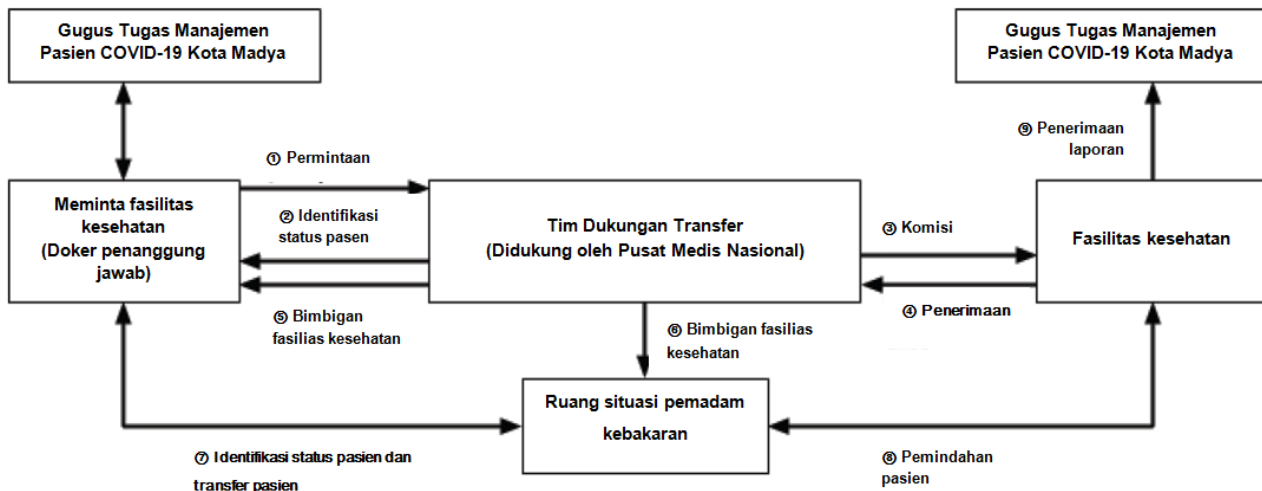 Gugus Tugas Manajemen
Pasien COVID-19 Kota Madya
Gugus Tugas Manajemen
Pasien COVID-19 Kota Madya
⑨ Penerimaan
laporan
① Permintaan
Meminta fasilitas
kesehatan
(Doker penanggung
jawab)
② Identifikasi
status pasen
Tim Dukungan Transfer
(Didukung oleh Pusat Medis Nasional)
③ Komisi
Fasilitas kesehatan
④ Penerimaan
⑤ Bimbigan
fasilias kesehatan
⑥ Bimbigan fasilias
kesehatan
Ruang situasi pemadam
kebakaran
⑦ Identifikasi status pasien dan
transfer pasien
⑧ Pemindahan
pasien